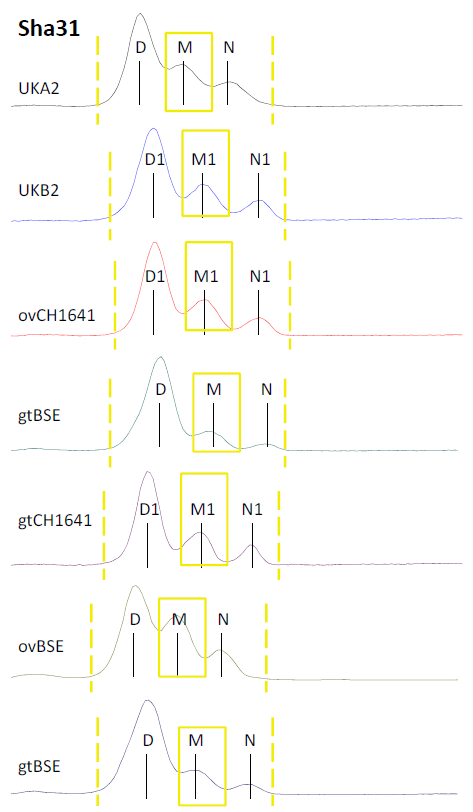 Sha31
D M N
UKA2
D1 M1 N1
UKB2
D1 M1 N1
ovCH1641
D M N
gtBSE
D1 M1 N1
gtCH1641
D M N
ovBSE
D M N
gtBSE